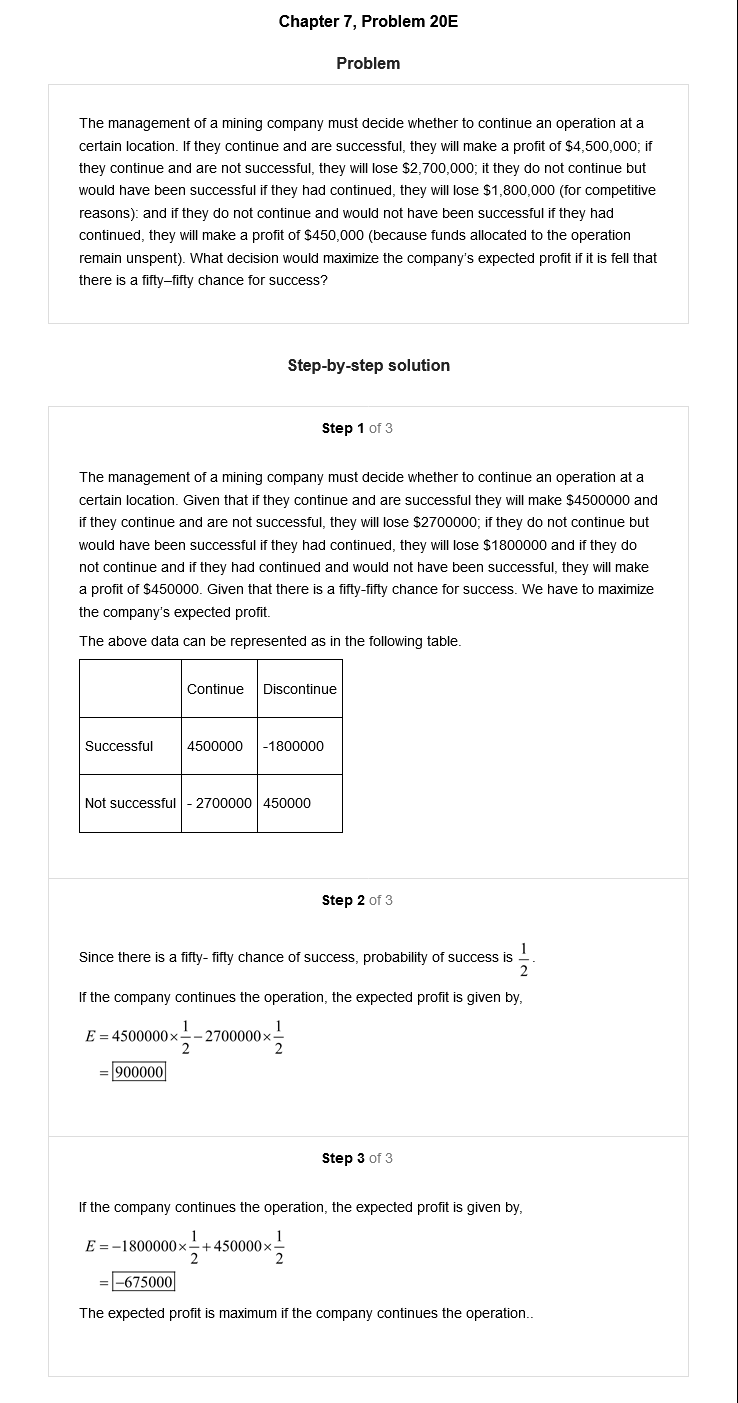 Chapter 7, Problem 20E
Problem
The management of a mining company must decide whether to continue an operation at a
certain location. If they continue and are successful, they will make a profit of $4,500,000; if
they continue and are not successful, they will lose $2,700,000; it they do not continue but
would have been successful if they had continued, they will lose $1,800,000 (for competitive
reasons): and if they do not continue and would not have been successful if they had
continued, they will make a profit of $450,000 (because funds allocated to the operation
remain unspent). What decision would maximize the company's expected profit if it is fell that
there is a fifty–fifty chance for success?
Step-by-step solution
Step 1 of 3
The management of a mining company must decide whether to continue an operation at a
certain location. Given that if they continue and are successful they will make $4500000 and
if they continue and are not successful, they will lose $2700000; if they do not continue but
would have been successful if they had continued, they will lose $1800000 and if they do
not continue and if they had continued and would not have been successful, they will make
a profit of $450000. Given that there is a fifty-fifty chance for success. We have to maximize
the company's expected profit.
The above data can be represented as in the following table.
Continue Discontinue
Successful 4500000 -1800000
Not successful - 2700000 450000
Step 2 of 3
Since there is a fifty- fifty chance of success, probability of success is 1/2.
If the company continues the operation, the expected profit is given by,
E = 4500000×1/2−2700000×1/2
= 900000
Step 3 of 3
If the company continues the operation, the expected profit is given by,
E = −1800000×1/2+450000×1/2
= −675000
The expected profit is maximum if the company continues the operation..